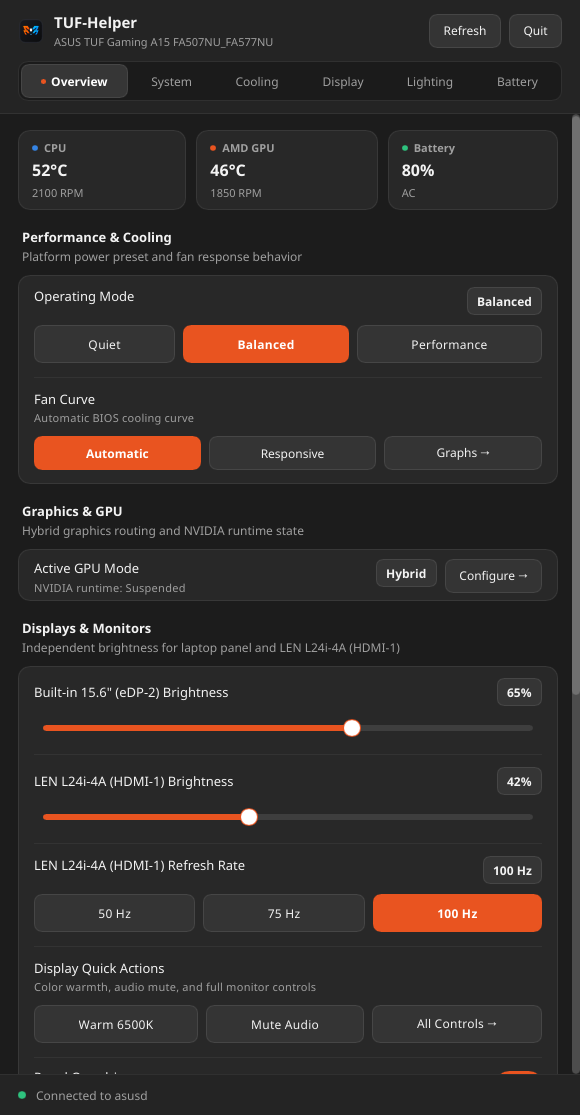 TUF-Helper
ASUS TUF Gaming A15 FA507NU_FA577NU
Refresh
Quit
Overview
System
Cooling
Display
Lighting
Battery
CPU
52°C
2100 RPM
AMD GPU
46°C
1850 RPM
Battery
80%
AC
Performance & Cooling
Platform power preset and fan response behavior
Operating Mode
Balanced
Quiet
Balanced
Performance
Fan Curve
Automatic BIOS cooling curve
Automatic
Responsive
Graphs →
Graphics & GPU
Hybrid graphics routing and NVIDIA runtime state
Active GPU Mode
NVIDIA runtime: Suspended
Hybrid
Configure →
Displays & Monitors
Independent brightness for laptop panel and LEN L24i-4A (HDMI-1)
Built-in 15.6" (eDP-2) Brightness
65%
LEN L24i-4A (HDMI-1) Brightness
42%
LEN L24i-4A (HDMI-1) Refresh Rate
100 Hz
50 Hz
75 Hz
100 Hz
Display Quick Actions
Color warmth, audio mute, and full monitor controls
Warm 6500K
Mute Audio
All Controls →
Connected to asusd